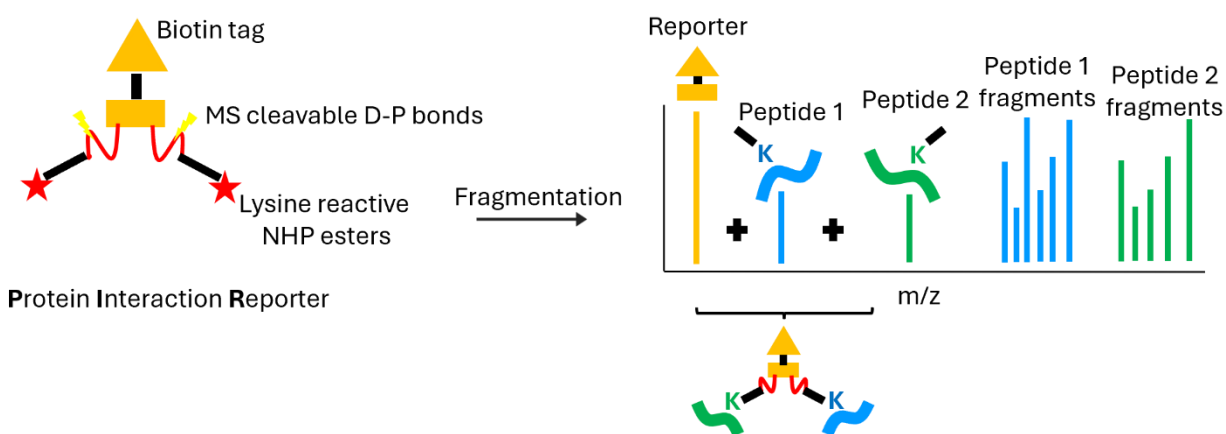 Biotin tag
MS cleavable D-P bonds
Lysine reactive
NHP esters
Protein Interaction Reporter
Fragmentation
Reporter
Peptide 1
K
Peptide 2
K
Peptide 1
fragments
Peptide 2
fragments
m/z
K
K